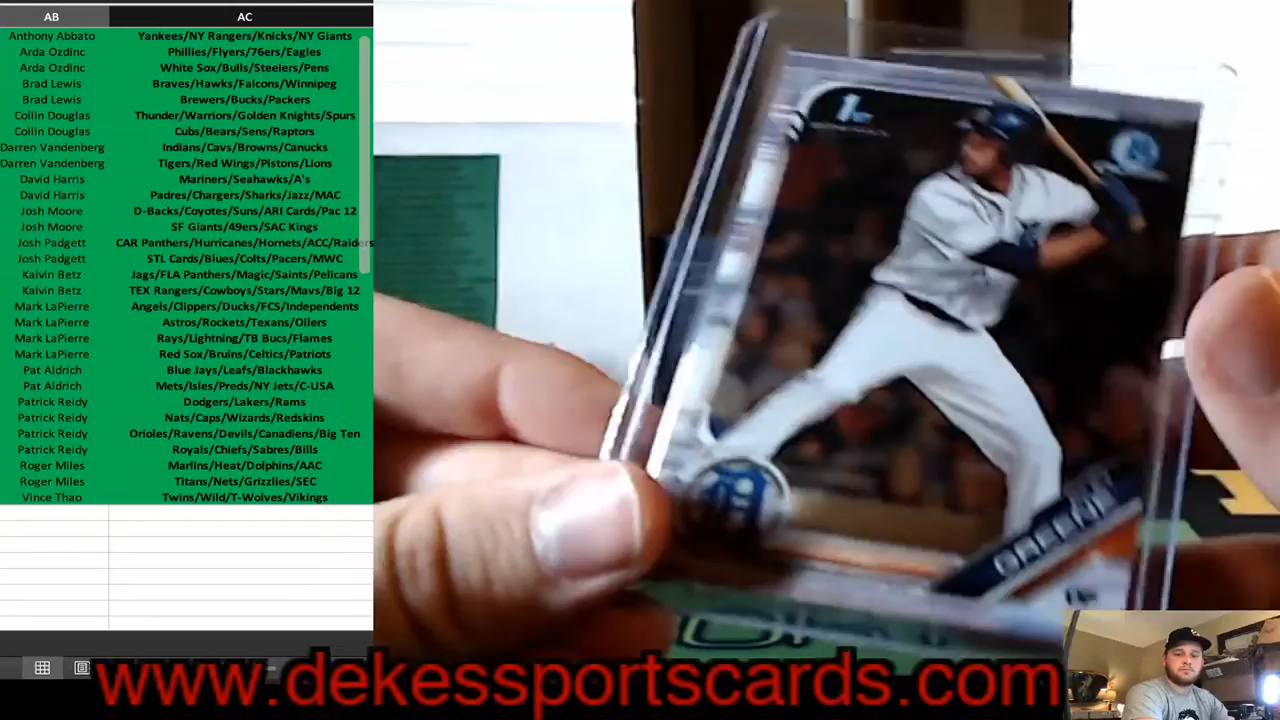 AB AC
Anthony Abbato Yankees/NY Rangers/Knicks/NY Giants
Arda Ozdinc Phillies/Flyers/76ers/Eagles
Arda Ozdinc White Sox/Bulls/Steelers/Pens
Brad Lewis Braves/Hawks/Falcons/Winnipeg
Brad Lewis Brewers/Bucks/Packers
Collin Douglas Thunder/Warriors/Golden Knights/Spurs
Collin Douglas Cubs/Bears/Sens/Raptors
Darren Vandenberg Indians/Cavs/Browns/Canucks
Darren Vandenberg Tigers/Red Wings/Pistons/Lions
David Harris Mariners/Seahawks/A's
David Harris Padres/Chargers/Sharks/Jazz/MAC
Josh Moore D-Backs/Coyotes/Suns/ARI Cards/Pac 12
Josh Moore SF Giants/49ers/SAC Kings
Josh Padgett CAR Panthers/Hurricanes/Hornets/ACC/Raiders
Josh Padgett STL Cards/Blues/Colts/Pacers/MWC
Kalvin Betz Jags/FLA Panthers/Magic/Saints/Pelicans
Kalvin Betz TEX Rangers/Cowboys/Stars/Mavs/Big 12
Mark LaPierre Angels/Clippers/Ducks/FCS/Independents
Mark LaPierre Astros/Rockets/Texans/Oilers
Mark LaPierre Rays/Lightning/TB Bucs/Flames
Mark LaPierre Red Sox/Bruins/Celtics/Patriots
Pat Aldrich Blue Jays/Leafs/Blackhawks
Pat Aldrich Mets/Isles/Preds/NY Jets/C-USA
Patrick Reidy Dodgers/Lakers/Rams
Patrick Reidy Nats/Caps/Wizards/Redskins
Patrick Reidy Orioles/Ravens/Devils/Canadiens/Big Ten
Patrick Reidy Royals/Chiefs/Sabres/Bills
Roger Miles Marlins/Heat/Dolphins/AAC
Roger Miles Titans/Nets/Grizzlies/SEC
Vince Thao Twins/Wild/T-Wolves/Vikings
1st
GREENE
www.dekessportscards.com